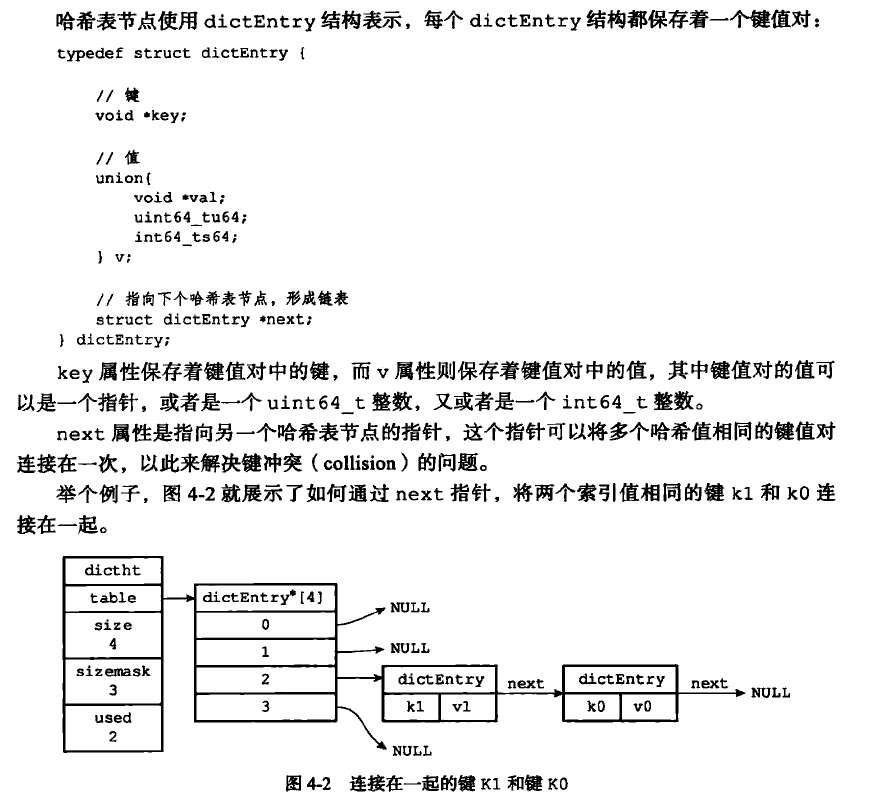 哈希表节点使用 dictEntry 结构表示，每个 dictEntry 结构都保存着一个键值对：
typedef struct dictEntry {
// 键
void *key;
// 值
union{
void *val;
uint64_tu64;
int64_ts64;
} v;
// 指向下个哈希表节点，形成链表
struct dictEntry *next;
} dictEntry;
key 属性保存着键值对中的键，而 v 属性则保存着键值对中的值，其中键值对的值可
以是一个指针，或者是一个 uint64_t 整数，又或者是一个 int64_t 整数。
next 属性是指向另一个哈希表节点的指针，这个指针可以将多个哈希值相同的键值对
连接在一次，以此来解决键冲突（collision）的问题。
举个例子，图 4-2 就展示了如何通过 next 指针，将两个索引值相同的键 k1 和 k0 连
接在一起。
dictht
table
size
4
sizemask
3
used
2
dictEntry*[4]
0
1
2
3
NULL
NULL
dictEntry
k1 v1
next
dictEntry
k0 v0
next
NULL
NULL
图 4-2 连接在一起的键 K1 和键 K0